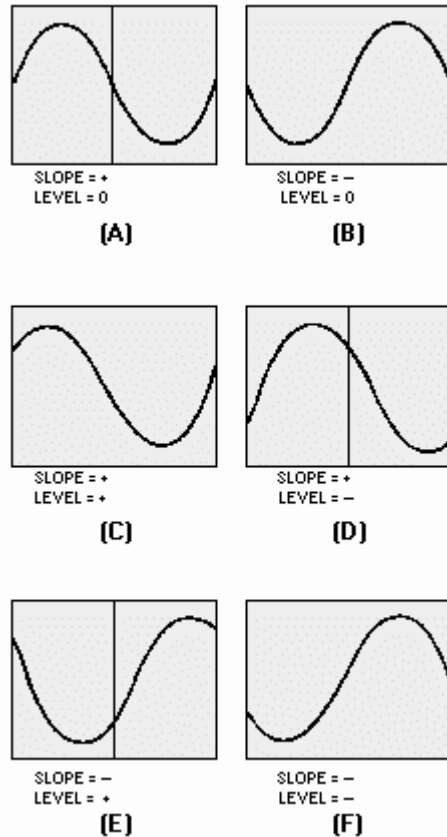 SLOPE = +
LEVEL = 0
(A)
SLOPE = –
LEVEL = 0
(B)
SLOPE = +
LEVEL = +
(C)
SLOPE = +
LEVEL = –
(D)
SLOPE = –
LEVEL = +
(E)
SLOPE = –
LEVEL = –
(F)